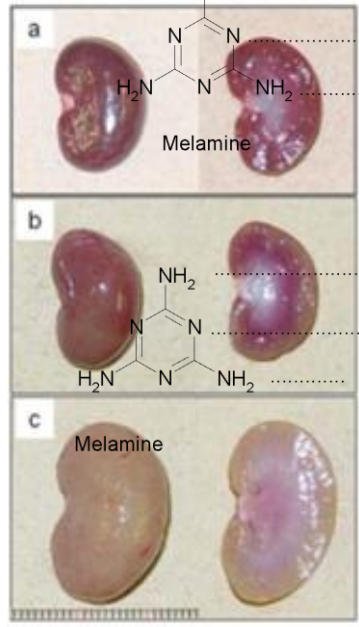 a
N N
H₂N N NH₂
Melamine
b
NH₂
N N
H₂N N NH₂
c
Melamine